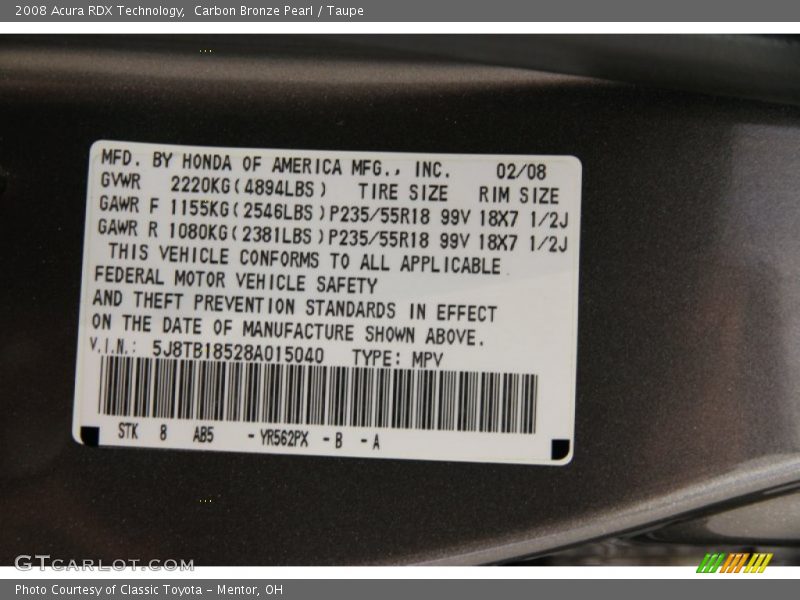 2008 Acura RDX Technology,  Carbon Bronze Pearl / Taupe
MFD. BY HONDA OF AMERICA MFG., INC. 02/08
GVWR 2220KG(4894LBS) TIRE SIZE RIM SIZE
GAWR F 1155KG(2546LBS)P235/55R18 99V 18X7 1/2J
GAWR R 1080KG(2381LBS)P235/55R18 99V 18X7 1/2J
THIS VEHICLE CONFORMS TO ALL APPLICABLE
FEDERAL MOTOR VEHICLE SAFETY
AND THEFT PREVENTION STANDARDS IN EFFECT
ON THE DATE OF MANUFACTURE SHOWN ABOVE.
V.I.N.: 5J8TB18528A015040 TYPE: MPV
STK 8 AB5 -YR562PX -B -A
GTcarlot.com
Photo Courtesy of Classic Toyota - Mentor, OH